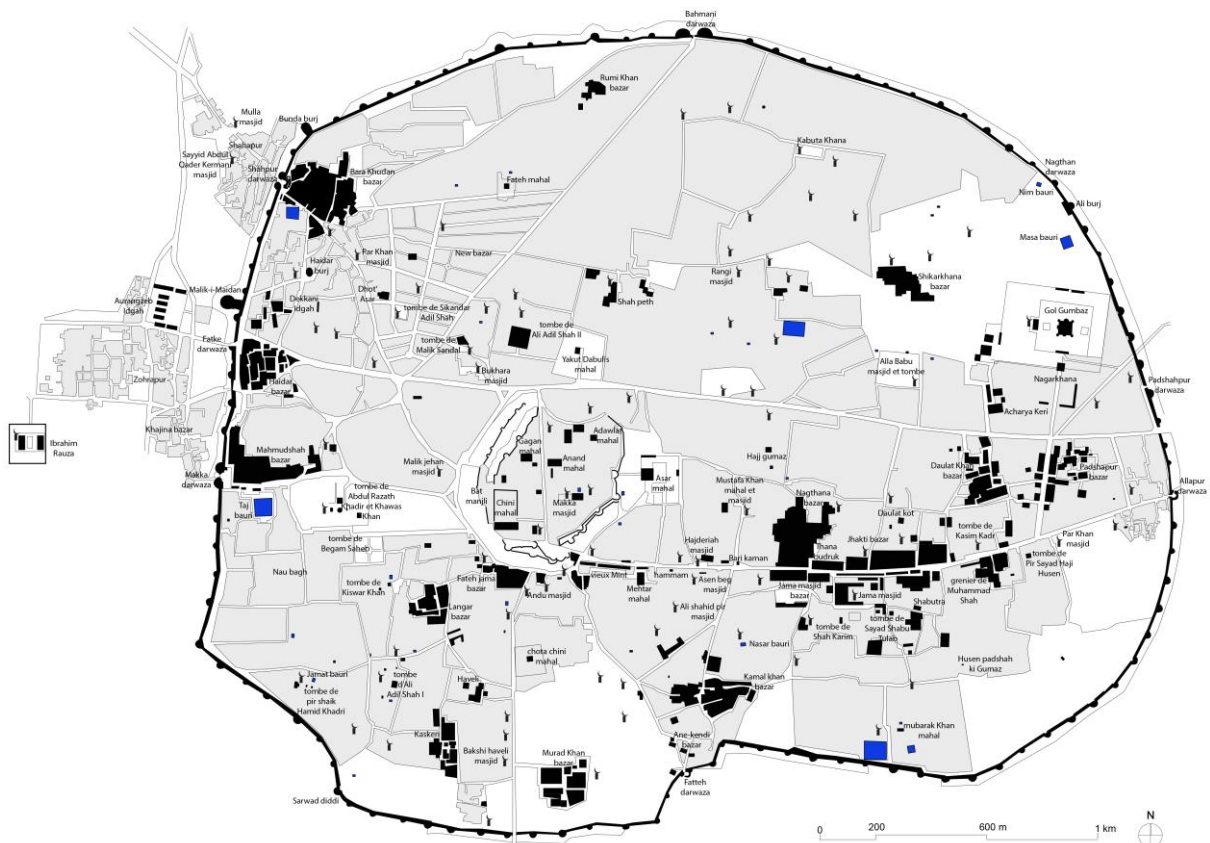 Bahmani
darwaza
Rumi Khan
bazar
Mulla
masjid
Bunda burj
Shahapur
Sayyid Abdul
Qader Kermani
masjid
Shahpur
darwaza
Bara Khudan
bazar
Kabuta Khana
Nagthan
darwaza
Nim bauri
Ali burj
Fateh mahal
Masa bauri
Par Khan
masjid
New bazar
Haidar
burj
Rangi
masjid
Shikarkhana
bazar
Malik-i-Maidan
Dekkani
idgah
Dhot'
Asar
Shah peth
Aurangzeb
Idgah
tombe de Sikandar
Adil Shah
Gol Gumbaz
tombe de
Ali Adil Shah II
Fatke
darwaza
tombe de
Malik Sandal
Yakut Dabulis
mahal
Alla Babu
masjid et tombe
Bukhara
masjid
Nagarkhana
Padshahpur
darwaza
Zohrapur
Haidar
bazar
Acharya Keri
Khajina bazar
Ibrahim
Rauza
Mahmudshah
bazar
Gagan
mahal
Adawlat
mahal
Anand
mahal
Malik jehan
masjid
Hajj gumaz
Daulat Khan
bazar
Padshapur
bazar
Makka
darwaza
Asar
mahal
Mustafa Khan
mahal et
masjid
Bat
manjli
Chini
mahal
Makka
masjid
tombe de
Abdul Razath
Qhadir et Khawas
Khan
Nagthana
bazar
Allapur
darwaza
Taj
bauri
Daulat kot
tombe de
Kasim Kadri
Par Khan
masjid
tombe de
Begam Saheb
Hajderiah
masjid
Bari kaman
Thana
budruk
Jhakti bazar
tombe de
Pir Sayad Haji
Husen
Nau bagh
tombe de
Kiswar Khan
Fateh jama
bazar
Andu masjid
vieux Mint
hammam
Mehtar
mahal
Asen beg
masjid
Jama masjid
bazar
Jama masjid
grenier de
Muhammad
Shah
Langar
bazar
Ali shahid pir
masjid
Shabutra
tombe de
Shah Karim
tombe de
Sayad Shabu
Tulah
Nasar bauri
chota chini
mahal
Husen padshah
ki Gumaz
Jamat bauri
tombe
d'Ali
Adil Shah I
Haveli
Kamal khan
bazar
tombe de
pir shaik
Hamid Khadri
Kaskeri
Ane-kendi
bazar
mubarak Khan
mahal
Bakshi haveli
masjid
Murad Khan
bazar
Fatteh
darwaza
Sarwad diddi
0 200 600 m 1 km
N